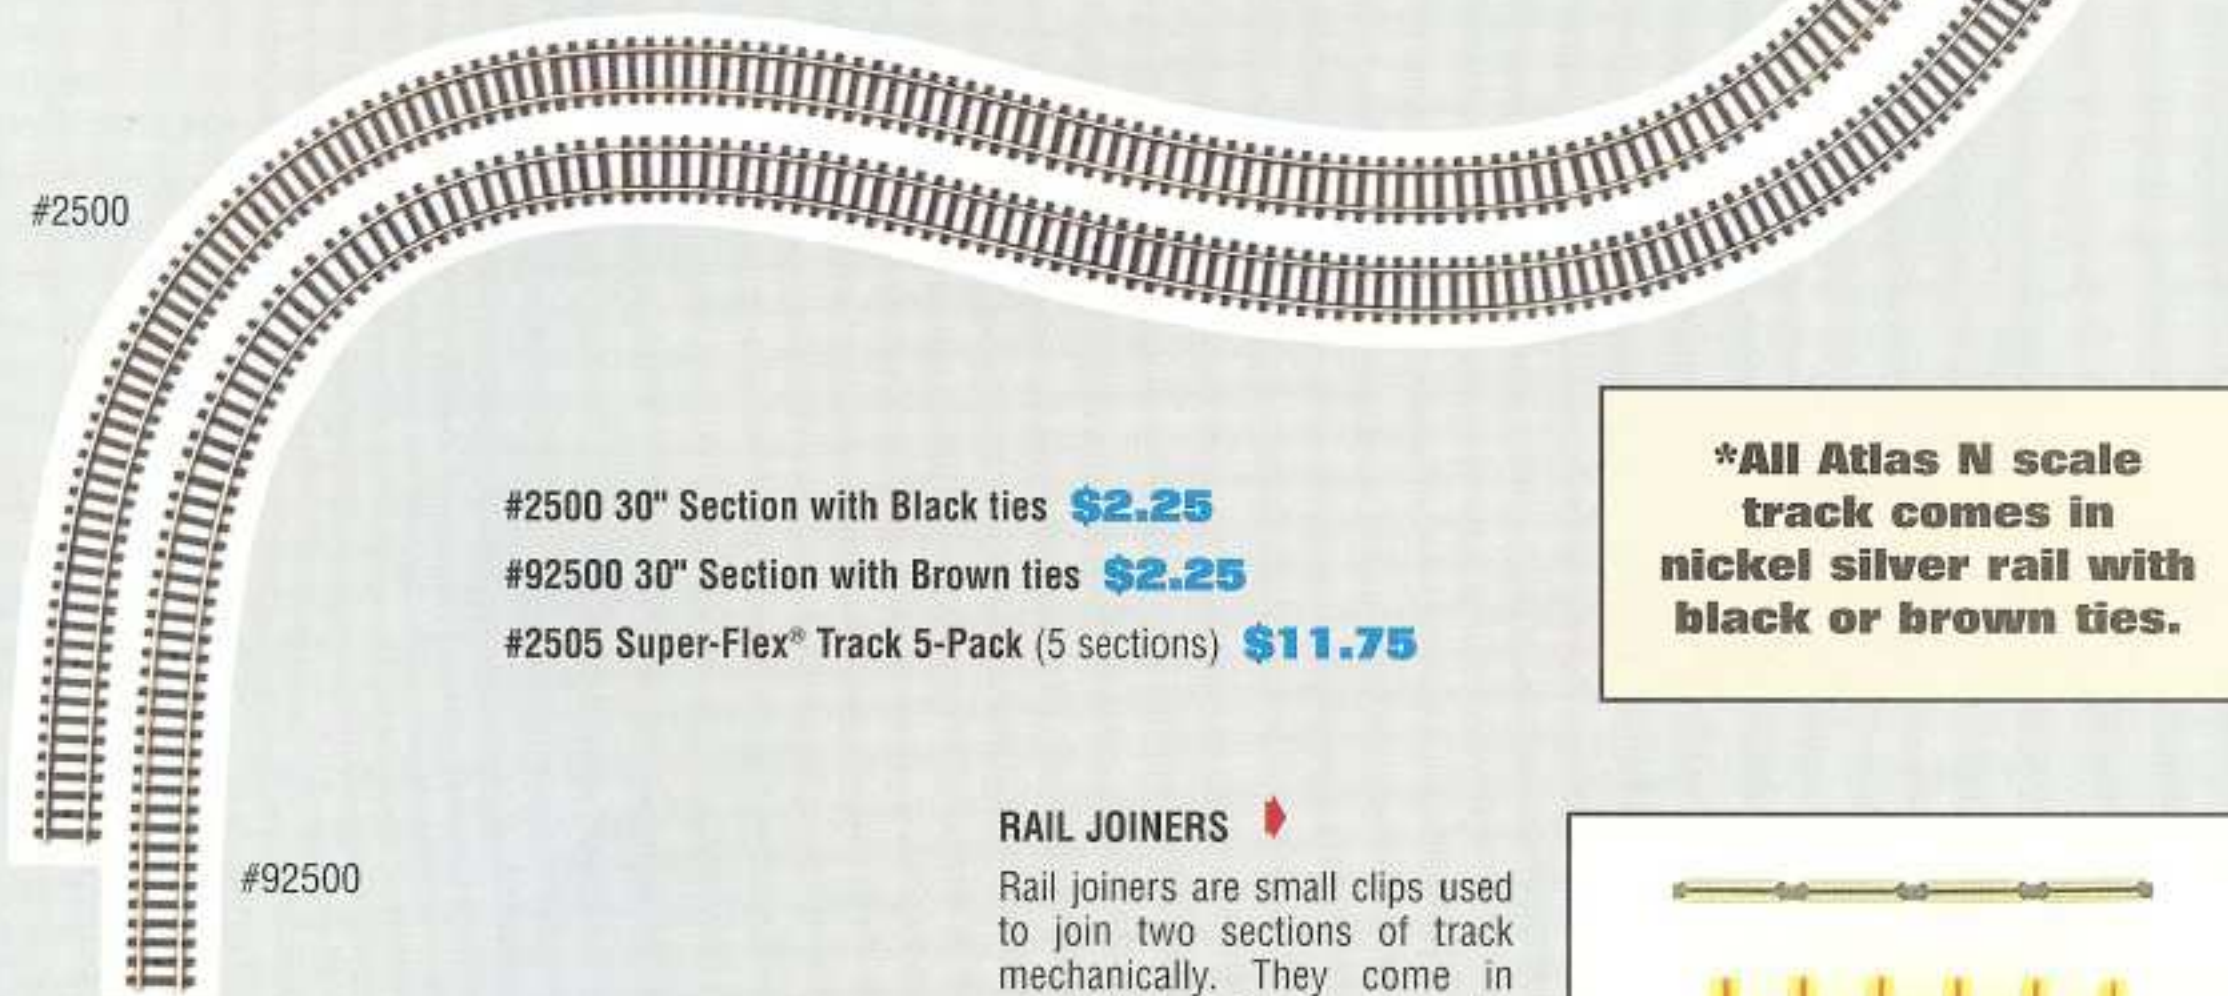 #2500
#2500 30" Section with Black ties $2.25
#92500 30" Section with Brown ties $2.25
#2505 Super-Flex® Track 5-Pack (5 sections) $11.75
*All Atlas N scale
track comes in
nickel silver rail with
black or brown ties.
#92500
RAIL JOINERS
Rail joiners are small clips used
to join two sections of track
mechanically. They come in